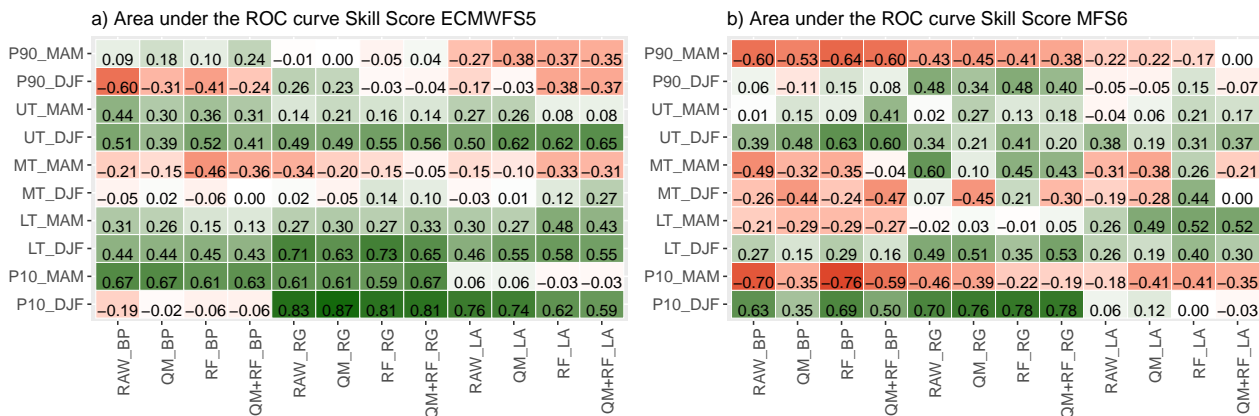 a) Area under the ROC curve Skill Score ECMWFS5
P90_MAM 0.09 0.18 0.10 0.24 −0.01 0.00 −0.05 0.04 −0.27 −0.38 −0.37 −0.35
P90_DJF −0.60 −0.31 −0.41 −0.24 0.26 0.23 −0.03 −0.04 −0.17 −0.03 −0.38 −0.37
UT_MAM 0.44 0.30 0.36 0.31 0.14 0.21 0.16 0.14 0.27 0.26 0.08 0.08
UT_DJF 0.51 0.39 0.52 0.41 0.49 0.49 0.55 0.56 0.50 0.62 0.62 0.65
MT_MAM −0.21 −0.15 −0.46 −0.36 −0.34 −0.20 −0.15 −0.05 −0.15 −0.10 −0.33 −0.31
MT_DJF −0.05 0.02 −0.06 0.00 0.02 −0.05 0.14 0.10 −0.03 0.01 0.12 0.27
LT_MAM 0.31 0.26 0.15 0.13 0.27 0.30 0.27 0.33 0.30 0.27 0.48 0.43
LT_DJF 0.44 0.44 0.45 0.43 0.71 0.63 0.73 0.65 0.46 0.55 0.58 0.55
P10_MAM 0.67 0.67 0.61 0.63 0.61 0.61 0.59 0.67 0.06 0.06 −0.03 −0.03
P10_DJF −0.19 −0.02 −0.06 −0.06 0.83 0.87 0.81 0.81 0.76 0.74 0.62 0.59
RAW_BP QM_BP RF_BP QM+RF_BP RAW_RG QM_RG RF_RG QM+RF_RG RAW_LA QM_LA RF_LA QM+RF_LA
b) Area under the ROC curve Skill Score MFS6
P90_MAM −0.60 −0.53 −0.64 −0.60 −0.43 −0.45 −0.41 −0.38 −0.22 −0.22 −0.17 0.00
P90_DJF 0.06 −0.11 0.15 0.08 0.48 0.34 0.48 0.40 −0.05 −0.05 0.15 −0.07
UT_MAM 0.01 0.15 0.09 0.41 0.02 0.27 0.13 0.18 −0.04 0.06 0.21 0.17
UT_DJF 0.39 0.48 0.63 0.60 0.34 0.21 0.41 0.20 0.38 0.19 0.31 0.37
MT_MAM −0.49 −0.32 −0.35 −0.04 0.60 0.10 0.45 0.43 −0.31 −0.38 0.26 −0.21
MT_DJF −0.26 −0.44 −0.24 −0.47 0.07 −0.45 0.21 −0.30 −0.19 −0.28 0.44 0.00
LT_MAM −0.21 −0.29 −0.29 −0.27 −0.02 0.03 −0.01 0.05 0.26 0.49 0.52 0.52
LT_DJF 0.27 0.15 0.29 0.16 0.49 0.51 0.35 0.53 0.26 0.19 0.40 0.30
P10_MAM −0.70 −0.35 −0.76 −0.59 −0.46 −0.39 −0.22 −0.19 −0.18 −0.41 −0.41 −0.35
P10_DJF 0.63 0.35 0.69 0.50 0.70 0.76 0.78 0.78 0.06 0.12 0.00 −0.03
RAW_BP QM_BP RF_BP QM+RF_BP RAW_RG QM_RG RF_RG QM+RF_RG RAW_LA QM_LA RF_LA QM+RF_LA